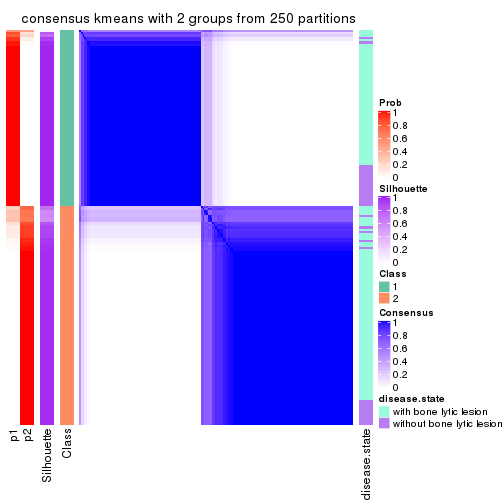 consensus kmeans with 2 groups from 250 partitions
Prob
1
0.8
0.6
0.4
0.2
0
Silhouette
1
0.8
0.6
0.4
0.2
0
Class
1
2
Consensus
1
0.8
0.6
0.4
0.2
0
disease.state
with bone lytic lesion
without bone lytic lesion
p1
p2
Silhouette
Class
disease.state